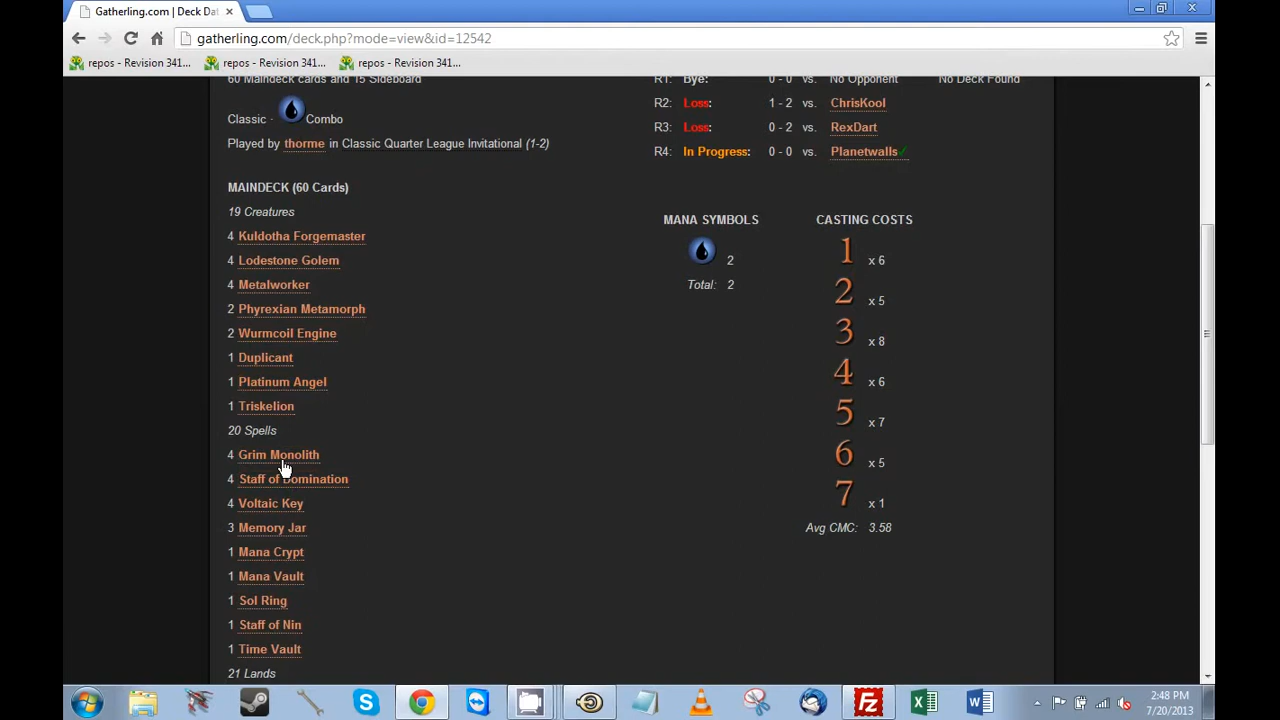 Gatherling.com | Deck Dat
gatherling.com/deck.php?mode=view&id=12542
repos - Revision 341... repos - Revision 341... repos - Revision 341...
60 Maindeck cards and 15 Sideboard
R1: Bye: 0 - 0 vs. No Opponent No Deck Found
Classic · Combo
R2: Loss: 1 - 2 vs. ChrisKool
Played by thorme in Classic Quarter League Invitational (1-2)
R3: Loss: 0 - 2 vs. RexDart
R4: In Progress: 0 - 0 vs. Planetwalls
MAINDECK (60 Cards)
19 Creatures
4 Kuldotha Forgemaster
4 Lodestone Golem
4 Metalworker
2 Phyrexian Metamorph
2 Wurmcoil Engine
1 Duplicant
1 Platinum Angel
1 Triskelion
20 Spells
4 Grim Monolith
4 Staff of Domination
4 Voltaic Key
3 Memory Jar
1 Mana Crypt
1 Mana Vault
1 Sol Ring
1 Staff of Nin
1 Time Vault
21 Lands
MANA SYMBOLS
2
Total: 2
CASTING COSTS
1 x 6
2 x 5
3 x 8
4 x 6
5 x 7
6 x 5
7 x 1
Avg CMC: 3.58
2:48 PM
7/20/2013